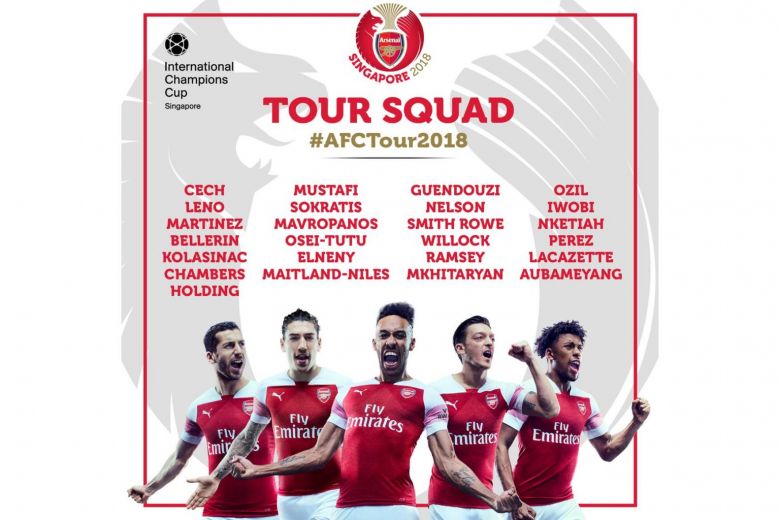 International
Champions
Cup
Singapore
Arsenal
SINGAPORE 2018
TOUR SQUAD
#AFCTour2018
CECH
LENO
MARTINEZ
BELLERIN
KOLASINAC
CHAMBERS
HOLDING
MUSTAFI
SOKRATIS
MAVROPANOS
OSEI-TUTU
ELNENY
MAITLAND-NILES
GUENDOUZI
NELSON
SMITH ROWE
WILLOCK
RAMSEY
MKHITARYAN
OZIL
IWOBI
NKETIAH
PEREZ
LACAZETTE
AUBAMEYANG
Fly
Emirates
Fly
Emirates
Fly
Emirates
Fly
Emirates
Fly
Emirates